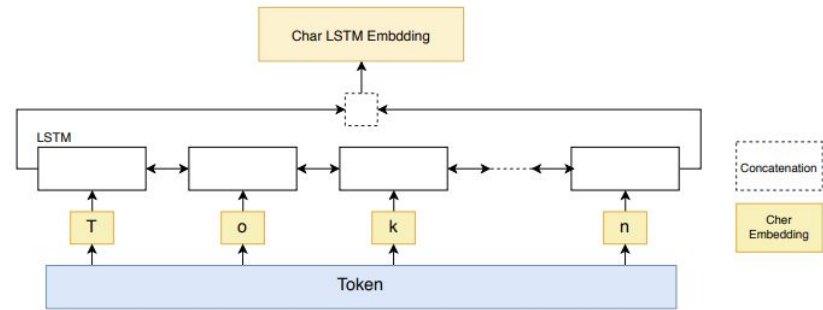 Char LSTM Embdding
LSTM
Concatenation
T
o
k
n
Cher
Embedding
Token